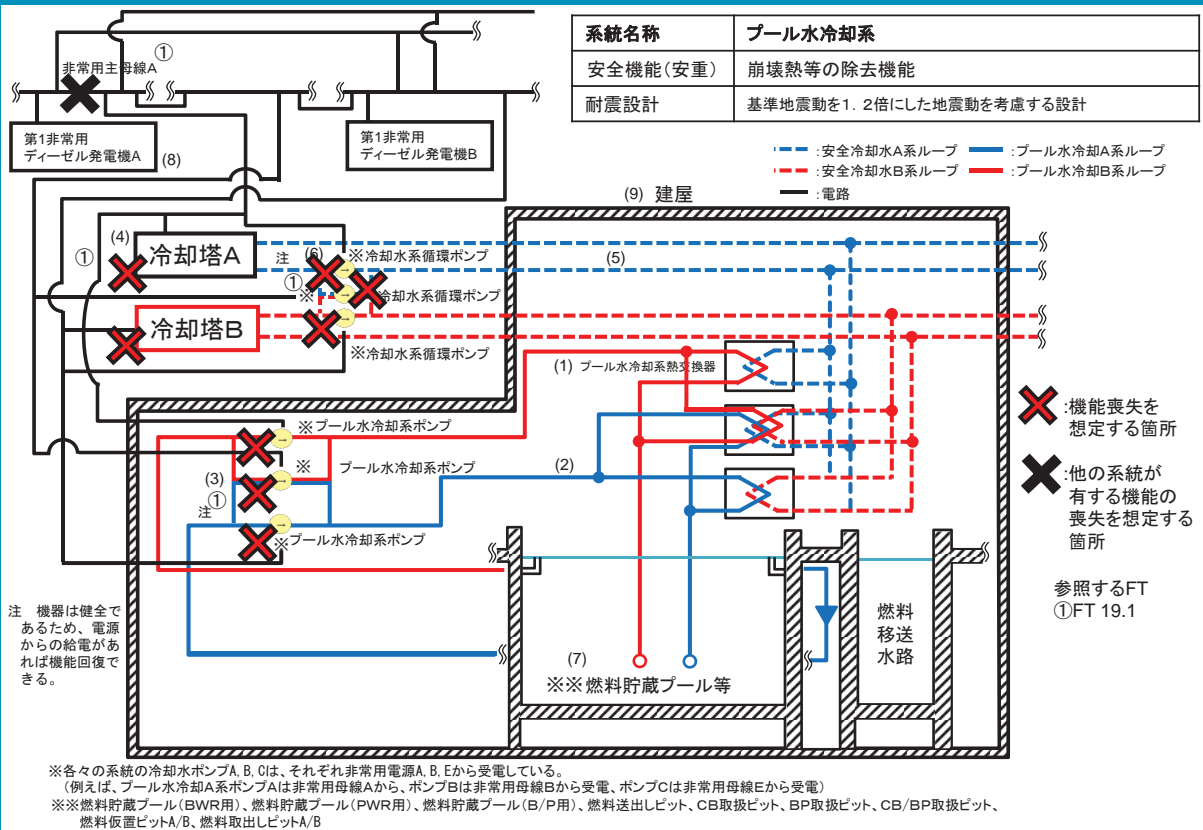 系統名称 プール水冷却系
安全機能(安重) 崩壊熱等の除去機能
耐震設計 基準地震動を1.2倍にした地震動を考慮する設計
①
非常用主母線A
第1非常用
ディーゼル発電機A
(8)
第1非常用
ディーゼル発電機B
:安全冷却水A系ループ :プール水冷却A系ループ
:安全冷却水B系ループ :プール水冷却B系ループ
:電路
(9) 建屋
(4)
①
冷却塔A
注 (6)
※冷却水系循環ポンプ
(5)
①
※
冷却水系循環ポンプ
冷却塔B
※冷却水系循環ポンプ
(1) プール水冷却系熱交換器
※プール水冷却系ポンプ
※
プール水冷却系ポンプ
(2)
(3)
①
注
※プール水冷却系ポンプ
:機能喪失を
想定する箇所
:他の系統が
有する機能の
喪失を想定する
箇所
参照するFT
①FT 19.1
注 機器は健全で
あるため、電源
からの給電があ
れば機能回復で
きる。
(7)
※※燃料貯蔵プール等
燃料
移送
水路
※各々の系統の冷却水ポンプA,B,Cは、それぞれ非常用電源A,B,Eから受電している。
(例えば、プール水冷却A系ポンプAは非常用母線Aから、ポンプBは非常用母線Bから受電、ポンプCは非常用母線Eから受電)
※※燃料貯蔵プール(BWR用)、燃料貯蔵プール(PWR用)、燃料貯蔵プール(B/P用)、燃料送出しピット、CB取扱ピット、BP取扱ピット、CB/BP取扱ピット、
燃料仮置ピットA/B、燃料取出しピットA/B